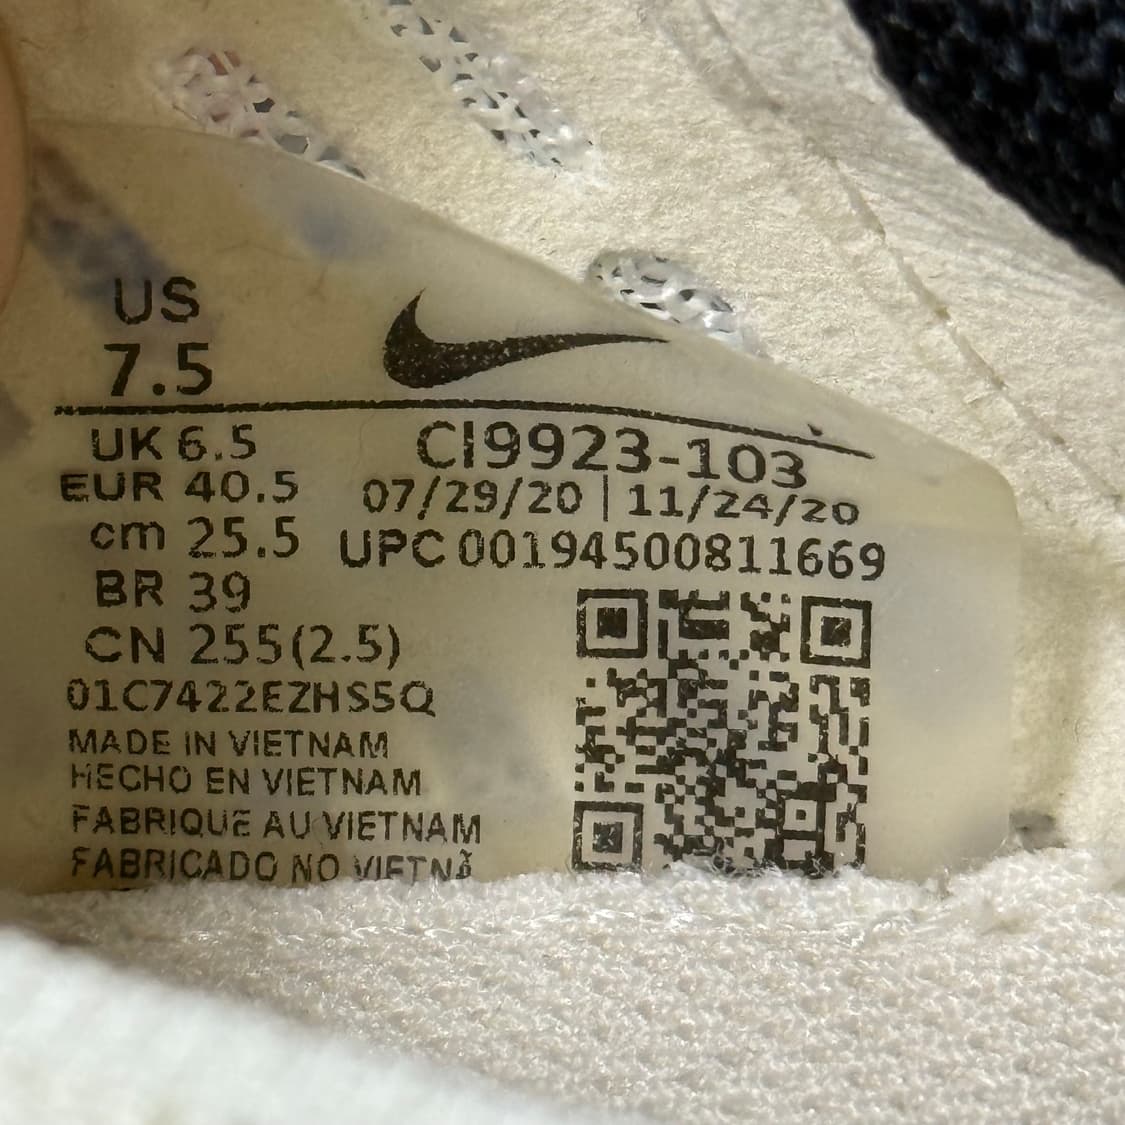 US
7.5
UK 6.5
EUR 40.5
cm 25.5
BR 39
CN 255(2.5)
01C7422EZHS5Q
MADE IN VIETNAM
HECHO EN VIETNAM
FABRIQUE AU VIETNAM
FABRICADO NO VIETNÃ
CI9923-103
07/29/20 | 11/24/20
UPC 00194500811669